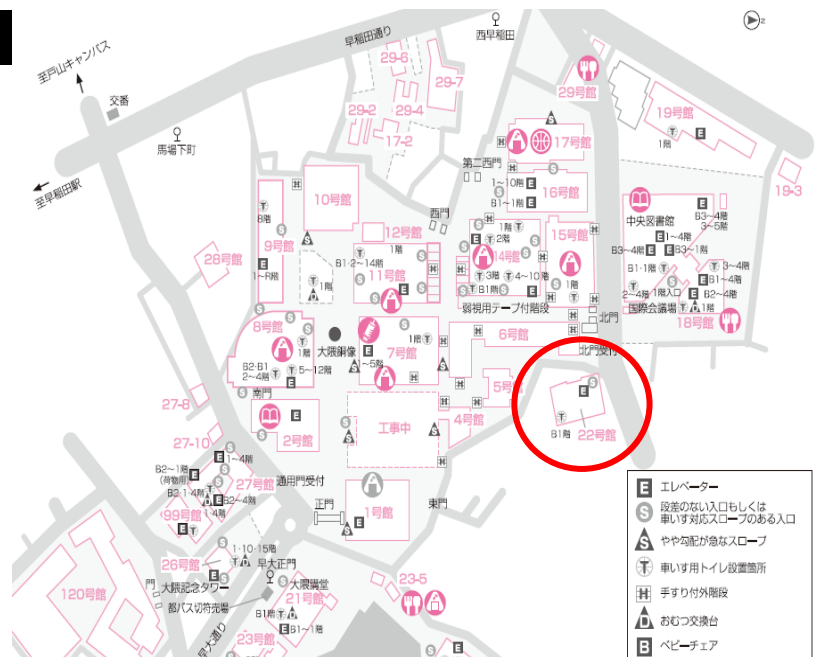 早稲田通り
西早稲田
Z
至戸山キャンパス
交番
馬場下町
至早稲田駅
29-6
29-7
29-2
29-4
17-2
29号館
19号館
1階
E
19-3
17号館
第二西門
1~10階 E
B1~1階 E
16号館
10号館
8階
9号館
E
1~8階
28号館
12号館
西門
1階
B1·2~14階
11号館
E
1階
1階
2階
14号館
3階
4~10階
B1階
E
15号館
1階
弱視用テープ付階段
中央図書館
B3~4階
3~5階
1~4階
B3~4階
B3~1階
B1·1階
3~4階
B1~4階
2~4階
1階入口
B2~4階
国際会議場
1階
18号館
北門
北門受付
8号館
1階
B2·B1
2~4階
5~12階
E
大隈銅像
7号館
1階
E
1~5階
6号館
5号館
4号館
工事中
22号館
E
B1階
南門
2号館
E
27-8
27-10
1~4階
B2~1階
(荷物用)
B2·1·4階
27号館
B2~4階
1·4階
99号館
通用門受付
正門
1号館
E
東門
26号館
1·10·15階
早大正門
大隈記念タワー
門
都バス切符売場
120号館
早大通り
大隈講堂
21号館
B1階
B1~1階
23号館
23-5
E エレベーター
S 段差のない入口もしくは
車いす対応スロープのある入口
S やや勾配が急なスロープ
T 車いす用トイレ設置箇所
H 手すり付外階段
D おむつ交換台
B ベビーチェア